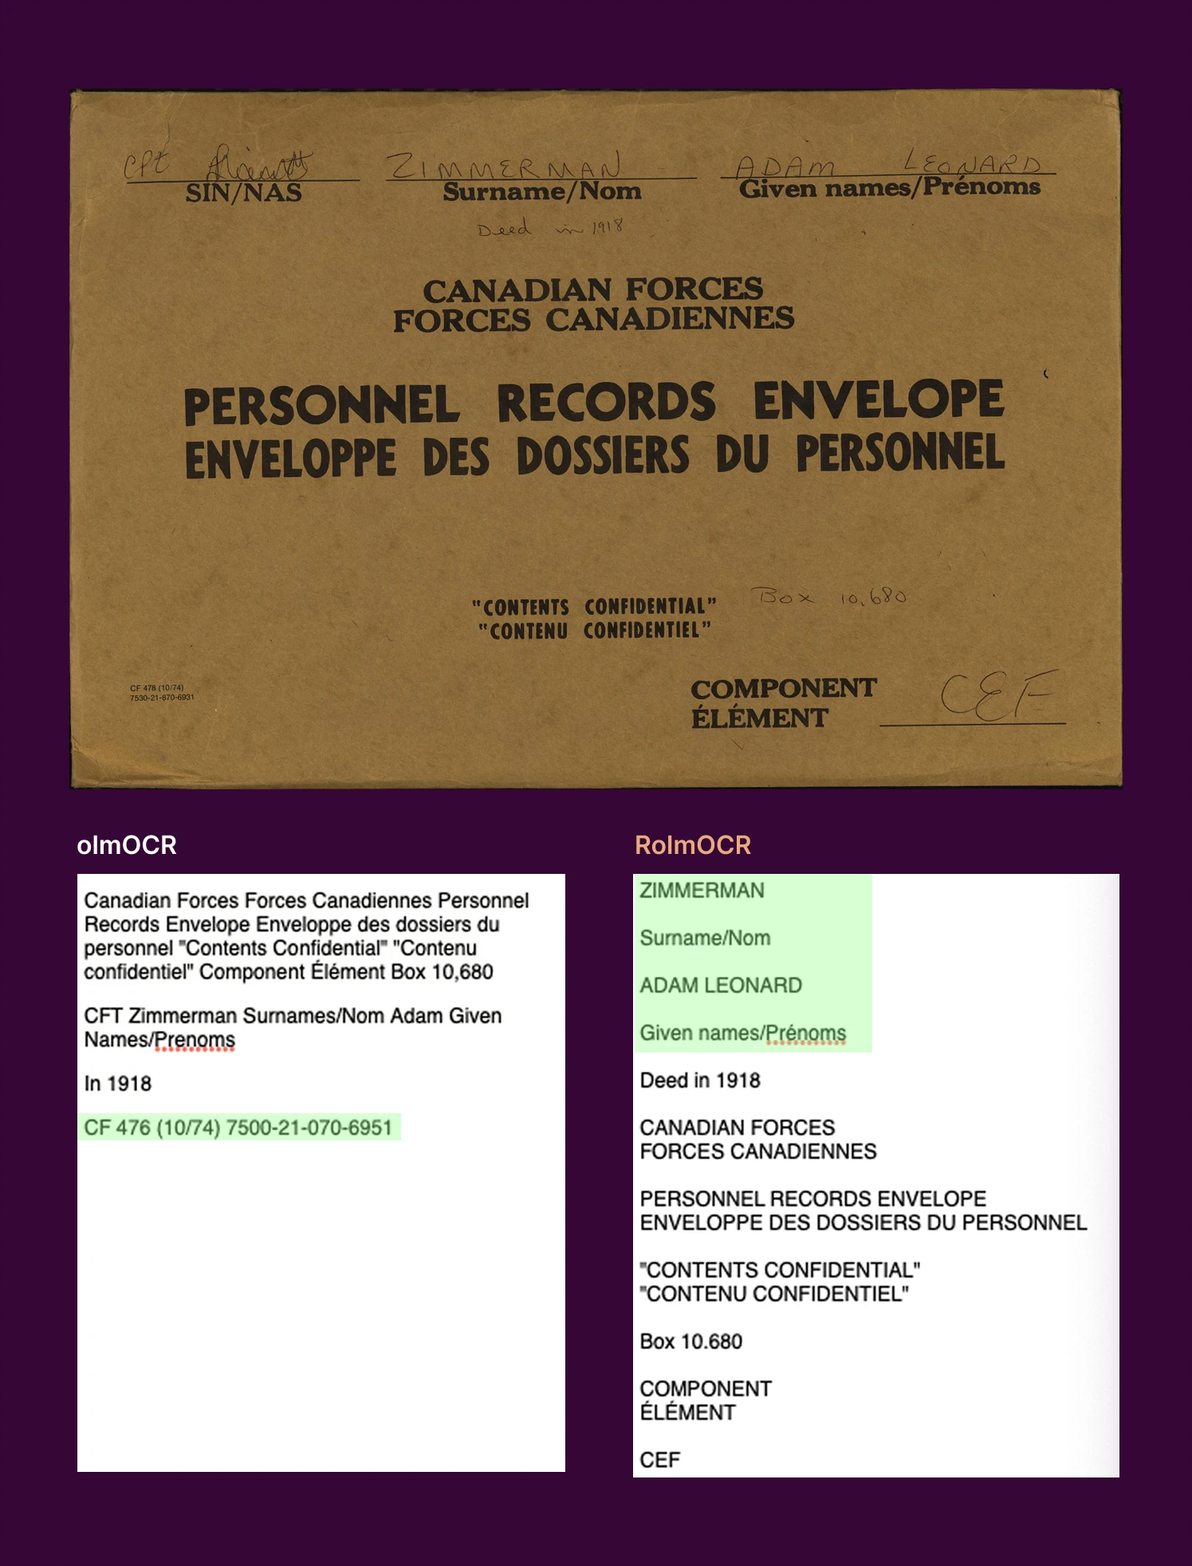 CPt ZIMMERMAN ADAM LEONARD
SIN/NAS Surname/Nom Given names/Prénoms
Deed in 1918
CANADIAN FORCES
FORCES CANADIENNES
PERSONNEL RECORDS ENVELOPE
ENVELOPPE DES DOSSIERS DU PERSONNEL
"CONTENTS CONFIDENTIAL" Box 10,680
"CONTENU CONFIDENTIEL"
CF 478 (10/74)
7530-21-870-6931
COMPONENT
ÉLÉMENT CEF
olmOCR
Canadian Forces Forces Canadiennes Personnel
Records Envelope Enveloppe des dossiers du
personnel "Contents Confidential" "Contenu
confidentiel" Component Élément Box 10,680
CFT Zimmerman Surnames/Nom Adam Given
Names/Prenoms
In 1918
CF 476 (10/74) 7500-21-070-6951
RolmOCR
ZIMMERMAN
Surname/Nom
ADAM LEONARD
Given names/Prénoms
Deed in 1918
CANADIAN FORCES
FORCES CANADIENNES
PERSONNEL RECORDS ENVELOPE
ENVELOPPE DES DOSSIERS DU PERSONNEL
"CONTENTS CONFIDENTIAL"
"CONTENU CONFIDENTIEL"
Box 10.680
COMPONENT
ÉLÉMENT
CEF